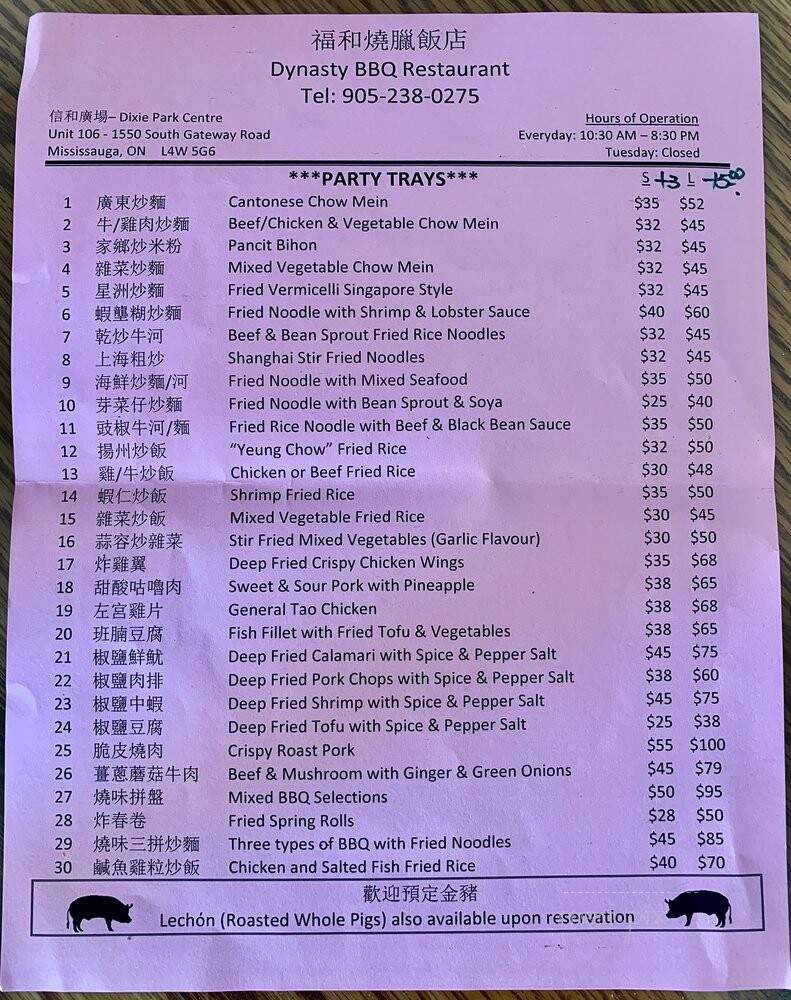 福和燒臘飯店
Dynasty BBQ Restaurant
Tel: 905-238-0275
信和廣場– Dixie Park Centre
Unit 106 - 1550 South Gateway Road
Mississauga, ON L4W 5G6
Hours of Operation
Everyday: 10:30 AM – 8:30 PM
Tuesday: Closed
***PARTY TRAYS*** S +3 L +5.00
1 廣東炒麵 Cantonese Chow Mein $35 $52
2 牛/雞肉炒麵 Beef/Chicken & Vegetable Chow Mein $32 $45
3 家鄉炒米粉 Pancit Bihon $32 $45
4 雜菜炒麵 Mixed Vegetable Chow Mein $32 $45
5 星洲炒麵 Fried Vermicelli Singapore Style $32 $45
6 蝦龍糊炒麵 Fried Noodle with Shrimp & Lobster Sauce $40 $60
7 乾炒牛河 Beef & Bean Sprout Fried Rice Noodles $32 $45
8 上海粗炒 Shanghai Stir Fried Noodles $32 $45
9 海鮮炒麵/河 Fried Noodle with Mixed Seafood $35 $50
10 芽菜仔炒麵 Fried Noodle with Bean Sprout & Soya $25 $40
11 豉椒牛河/麵 Fried Rice Noodle with Beef & Black Bean Sauce $35 $50
12 揚州炒飯 “Yeung Chow” Fried Rice $32 $50
13 雞/牛炒飯 Chicken or Beef Fried Rice $30 $48
14 蝦仁炒飯 Shrimp Fried Rice $35 $50
15 雜菜炒飯 Mixed Vegetable Fried Rice $30 $45
16 蒜容炒雜菜 Stir Fried Mixed Vegetables (Garlic Flavour) $30 $50
17 炸雞翼 Deep Fried Crispy Chicken Wings $35 $68
18 甜酸咕嚕肉 Sweet & Sour Pork with Pineapple $38 $65
19 左宮雞片 General Tao Chicken $38 $68
20 班腩豆腐 Fish Fillet with Fried Tofu & Vegetables $38 $65
21 椒鹽鮮魷 Deep Fried Calamari with Spice & Pepper Salt $45 $75
22 椒鹽肉排 Deep Fried Pork Chops with Spice & Pepper Salt $38 $60
23 椒鹽中蝦 Deep Fried Shrimp with Spice & Pepper Salt $45 $75
24 椒鹽豆腐 Deep Fried Tofu with Spice & Pepper Salt $25 $38
25 脆皮燒肉 Crispy Roast Pork $55 $100
26 薑蔥蘑菇牛肉 Beef & Mushroom with Ginger & Green Onions $45 $79
27 燒味拼盤 Mixed BBQ Selections $50 $95
28 炸春卷 Fried Spring Rolls $28 $50
29 燒味三拼炒麵 Three types of BBQ with Fried Noodles $45 $85
30 鹹魚雞粒炒飯 Chicken and Salted Fish Fried Rice $40 $70
歡迎預定金豬
Lechón (Roasted Whole Pigs) also available upon reservation